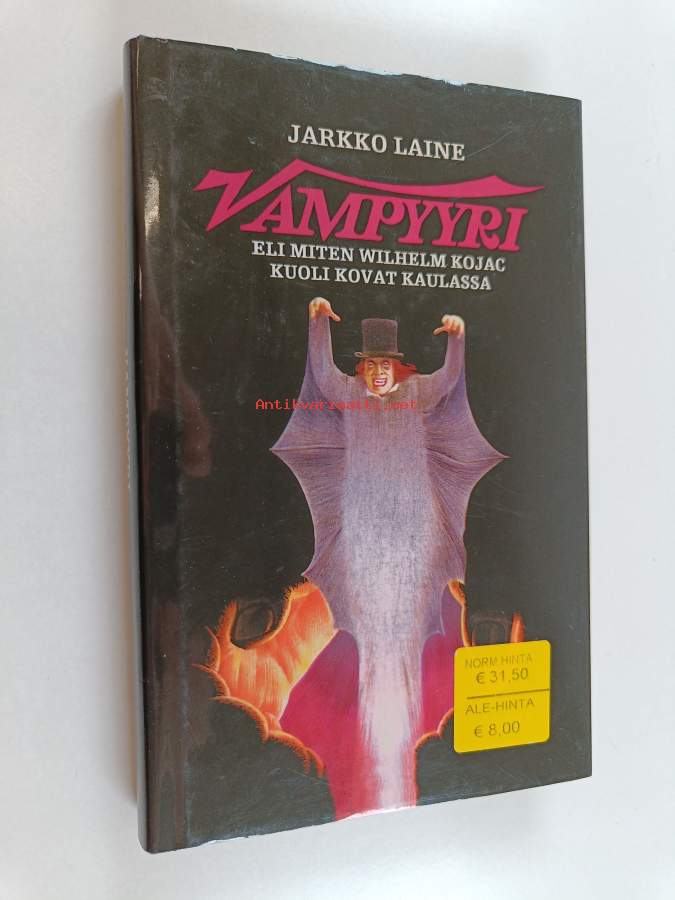 JARKKO LAINE
VAMPYYRI
ELI MITEN WILHELM KOJAC
KUOLI KOVAT KAULASSA
Antikvariaatti.net
NORM.HINTA
€ 31,50
ALE-HINTA
€ 8,00